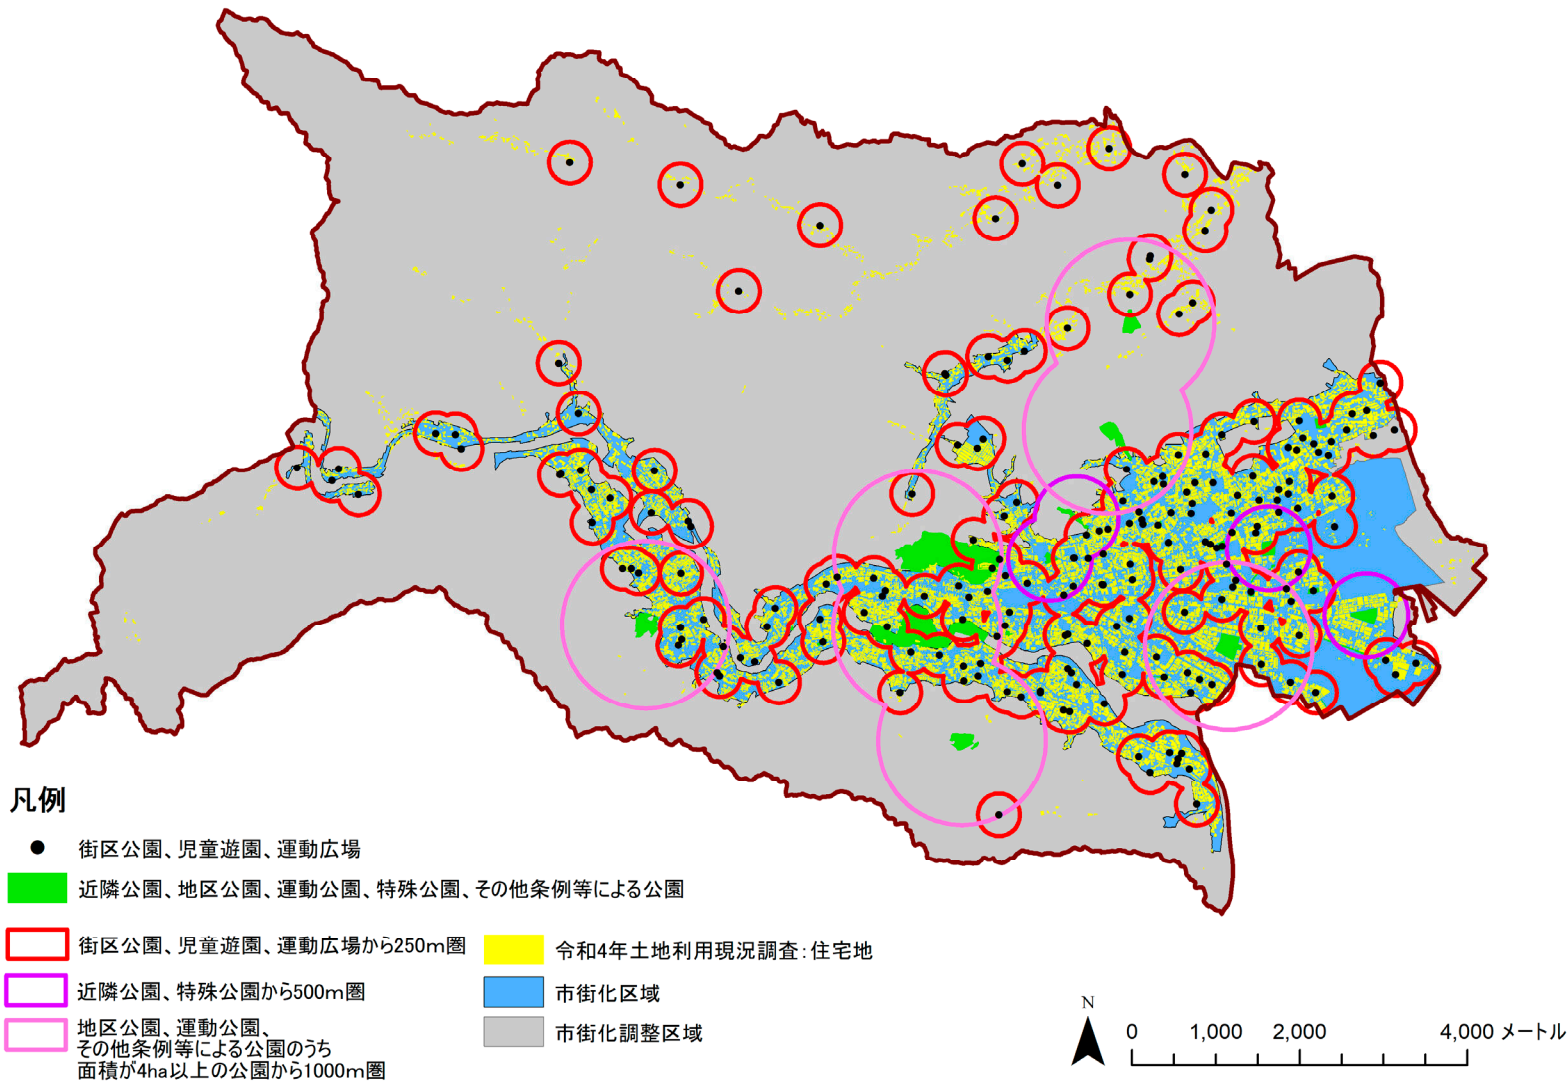 凡例
街区公園、児童遊園、運動広場
近隣公園、地区公園、運動公園、特殊公園、その他条例等による公園
街区公園、児童遊園、運動広場から250m圏
近隣公園、特殊公園から500m圏
地区公園、運動公園、
その他条例等による公園のうち
面積が4ha以上の公園から1000m圏
令和4年土地利用現況調査：住宅地
市街化区域
市街化調整区域
N
0 1,000 2,000 4,000 メートル